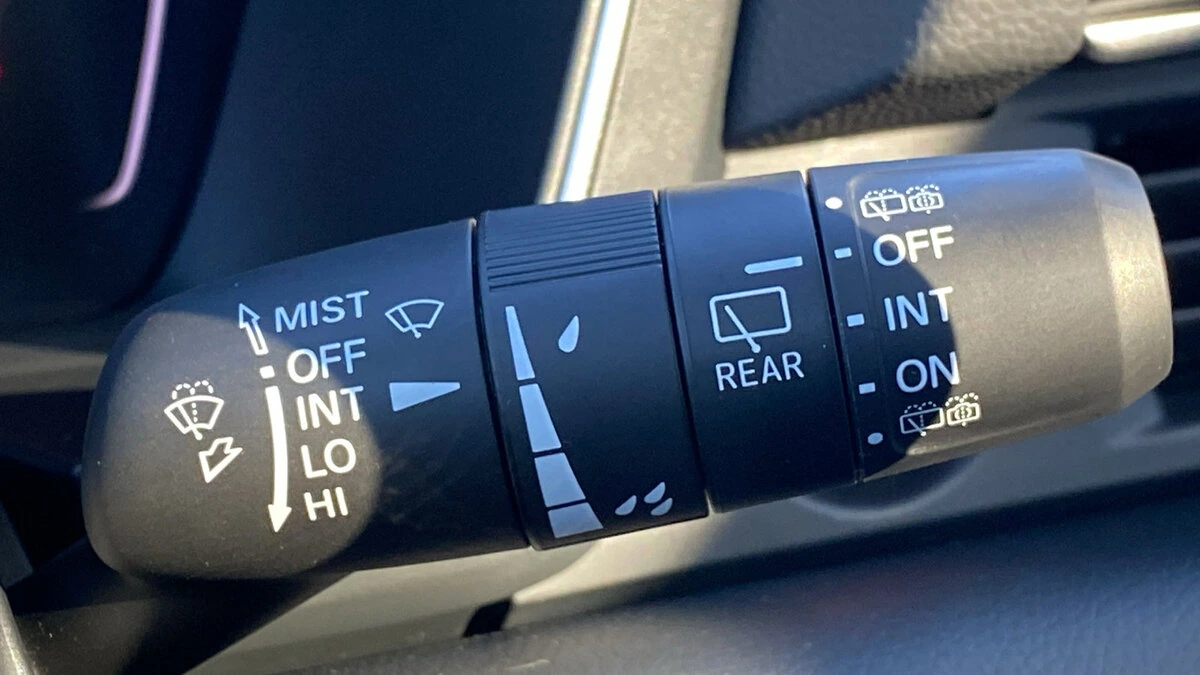 MIST
OFF
INT
LO
HI
REAR
OFF
INT
ON